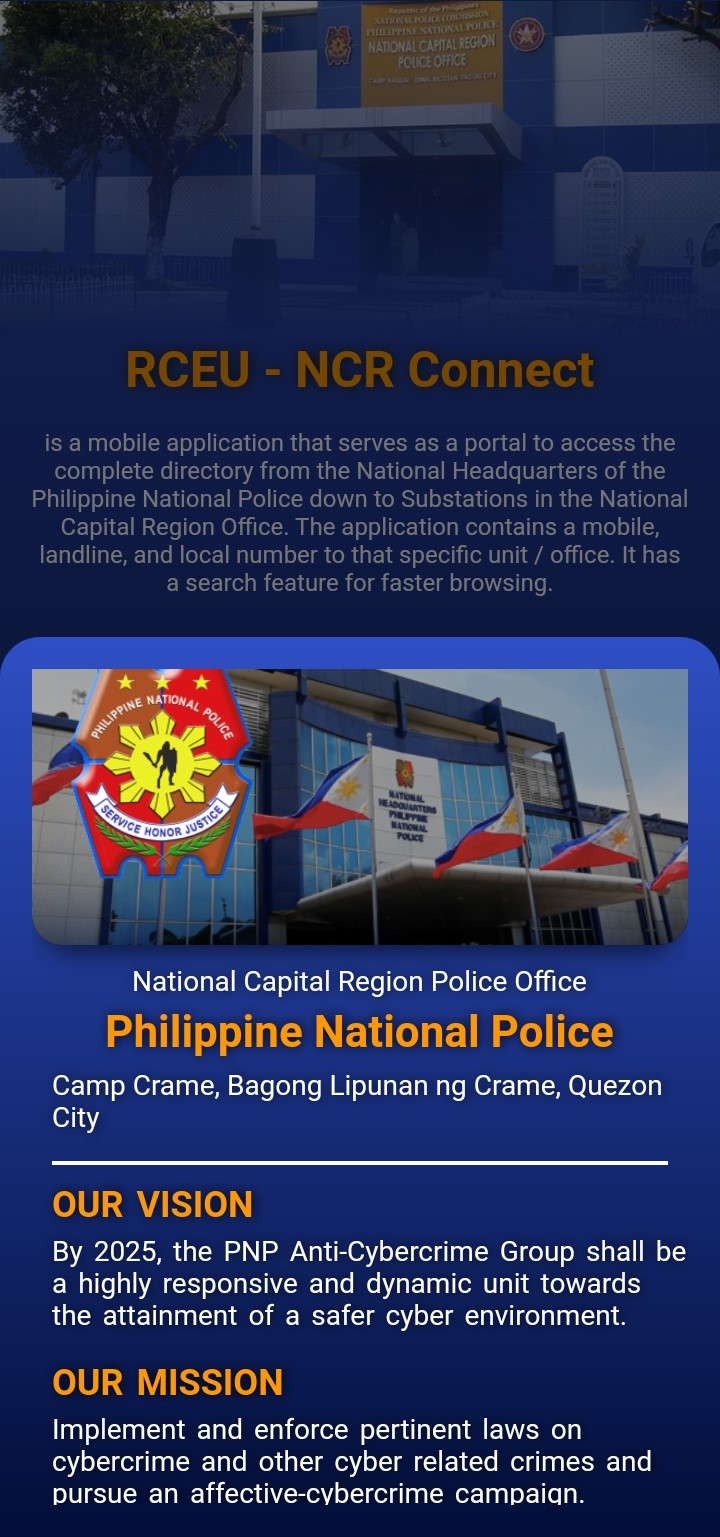 Republic of the Philippines
NATIONAL POLICE COMMISSION
PHILIPPINE NATIONAL POLICE
NATIONAL CAPITAL REGION
POLICE OFFICE
RCEU - NCR Connect
is a mobile application that serves as a portal to access the
complete directory from the National Headquarters of the
Philippine National Police down to Substations in the National
Capital Region Office. The application contains a mobile,
landline, and local number to that specific unit / office. It has
a search feature for faster browsing.
PHILIPPINE NATIONAL POLICE
SERVICE HONOR JUSTICE
NATIONAL
HEADQUARTERS
PHILIPPINE
NATIONAL
POLICE
National Capital Region Police Office
Philippine National Police
Camp Crame, Bagong Lipunan ng Crame, Quezon
City
OUR VISION
By 2025, the PNP Anti-Cybercrime Group shall be
a highly responsive and dynamic unit towards
the attainment of a safer cyber environment.
OUR MISSION
Implement and enforce pertinent laws on
cybercrime and other cyber related crimes and
pursue an affective-cybercrime campaign.